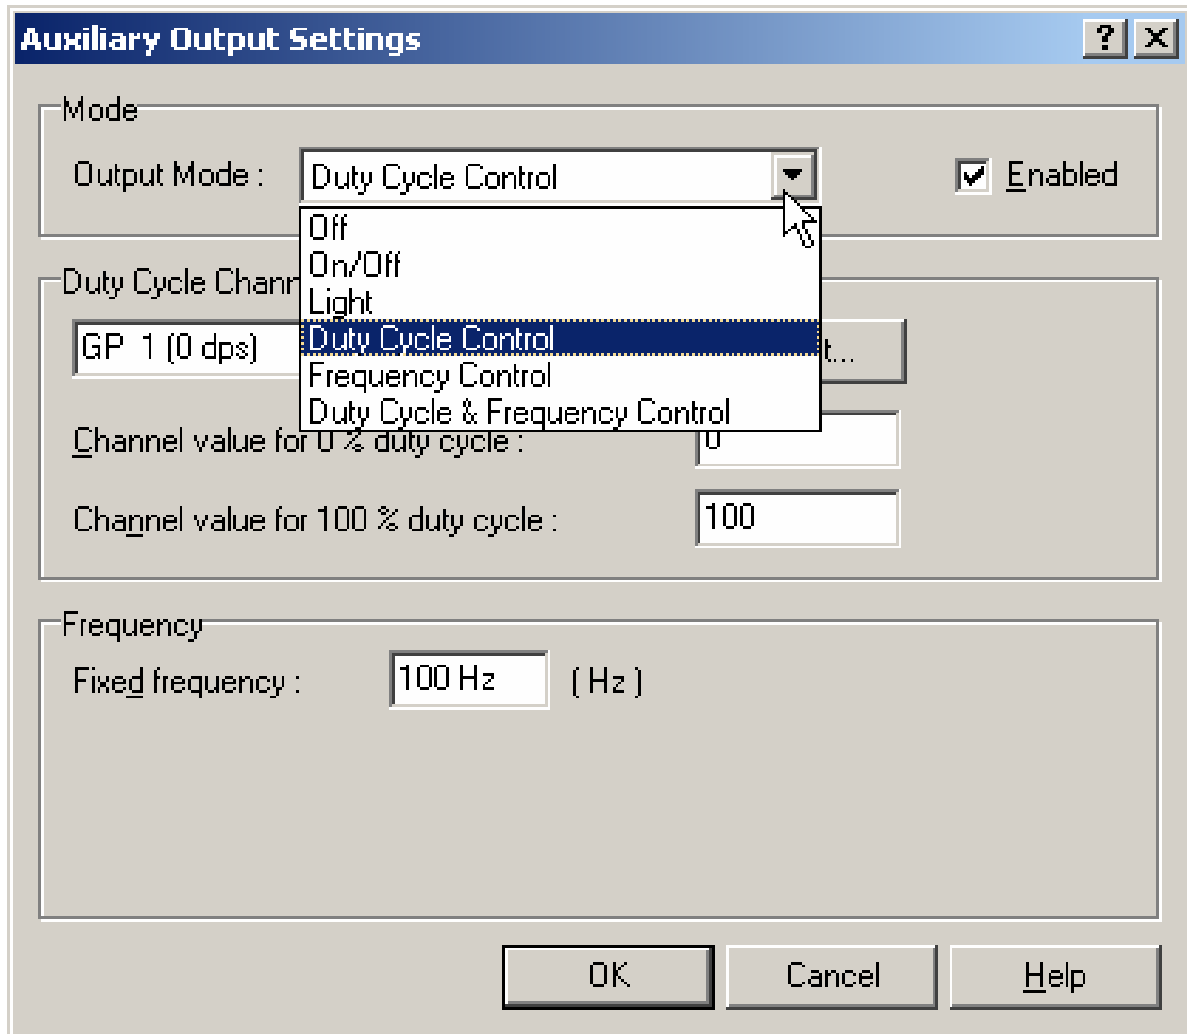 Auxiliary Output Settings
Mode
Output Mode : Duty Cycle Control Enabled
Off
On/Off
Light
Duty Cycle Control
Frequency Control
Duty Cycle & Frequency Control
Duty Cycle
GP 1 (0 dps)
Channel value for 0 % duty cycle : 0
Channel value for 100 % duty cycle : 100
Frequency
Fixed frequency : 100 Hz ( Hz )
OK Cancel Help